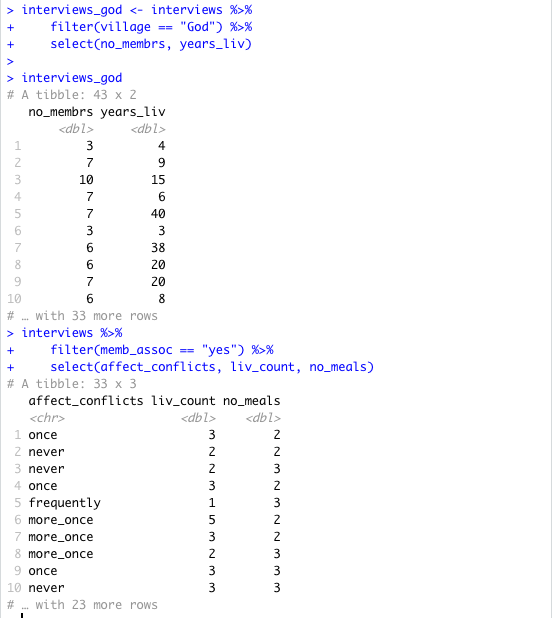 > interviews_god <- interviews %>%
+     filter(village == "God") %>%
+     select(no_membrs, years_liv)
>
> interviews_god
# A tibble: 43 x 2
   no_membrs years_liv
       <dbl>     <dbl>
 1         3         4
 2         7         9
 3        10        15
 4         7         6
 5         7        40
 6         3         3
 7         6        38
 8         6        20
 9         7        20
10         6         8
# … with 33 more rows
> interviews %>%
+     filter(memb_assoc == "yes") %>%
+     select(affect_conflicts, liv_count, no_meals)
# A tibble: 33 x 3
   affect_conflicts liv_count no_meals
   <chr>                <dbl>    <dbl>
 1 once                     3        2
 2 never                    2        2
 3 never                    2        3
 4 once                     3        2
 5 frequently               1        3
 6 more_once                5        2
 7 more_once                3        2
 8 more_once                2        3
 9 once                     3        3
10 never                    3        3
# … with 23 more rows